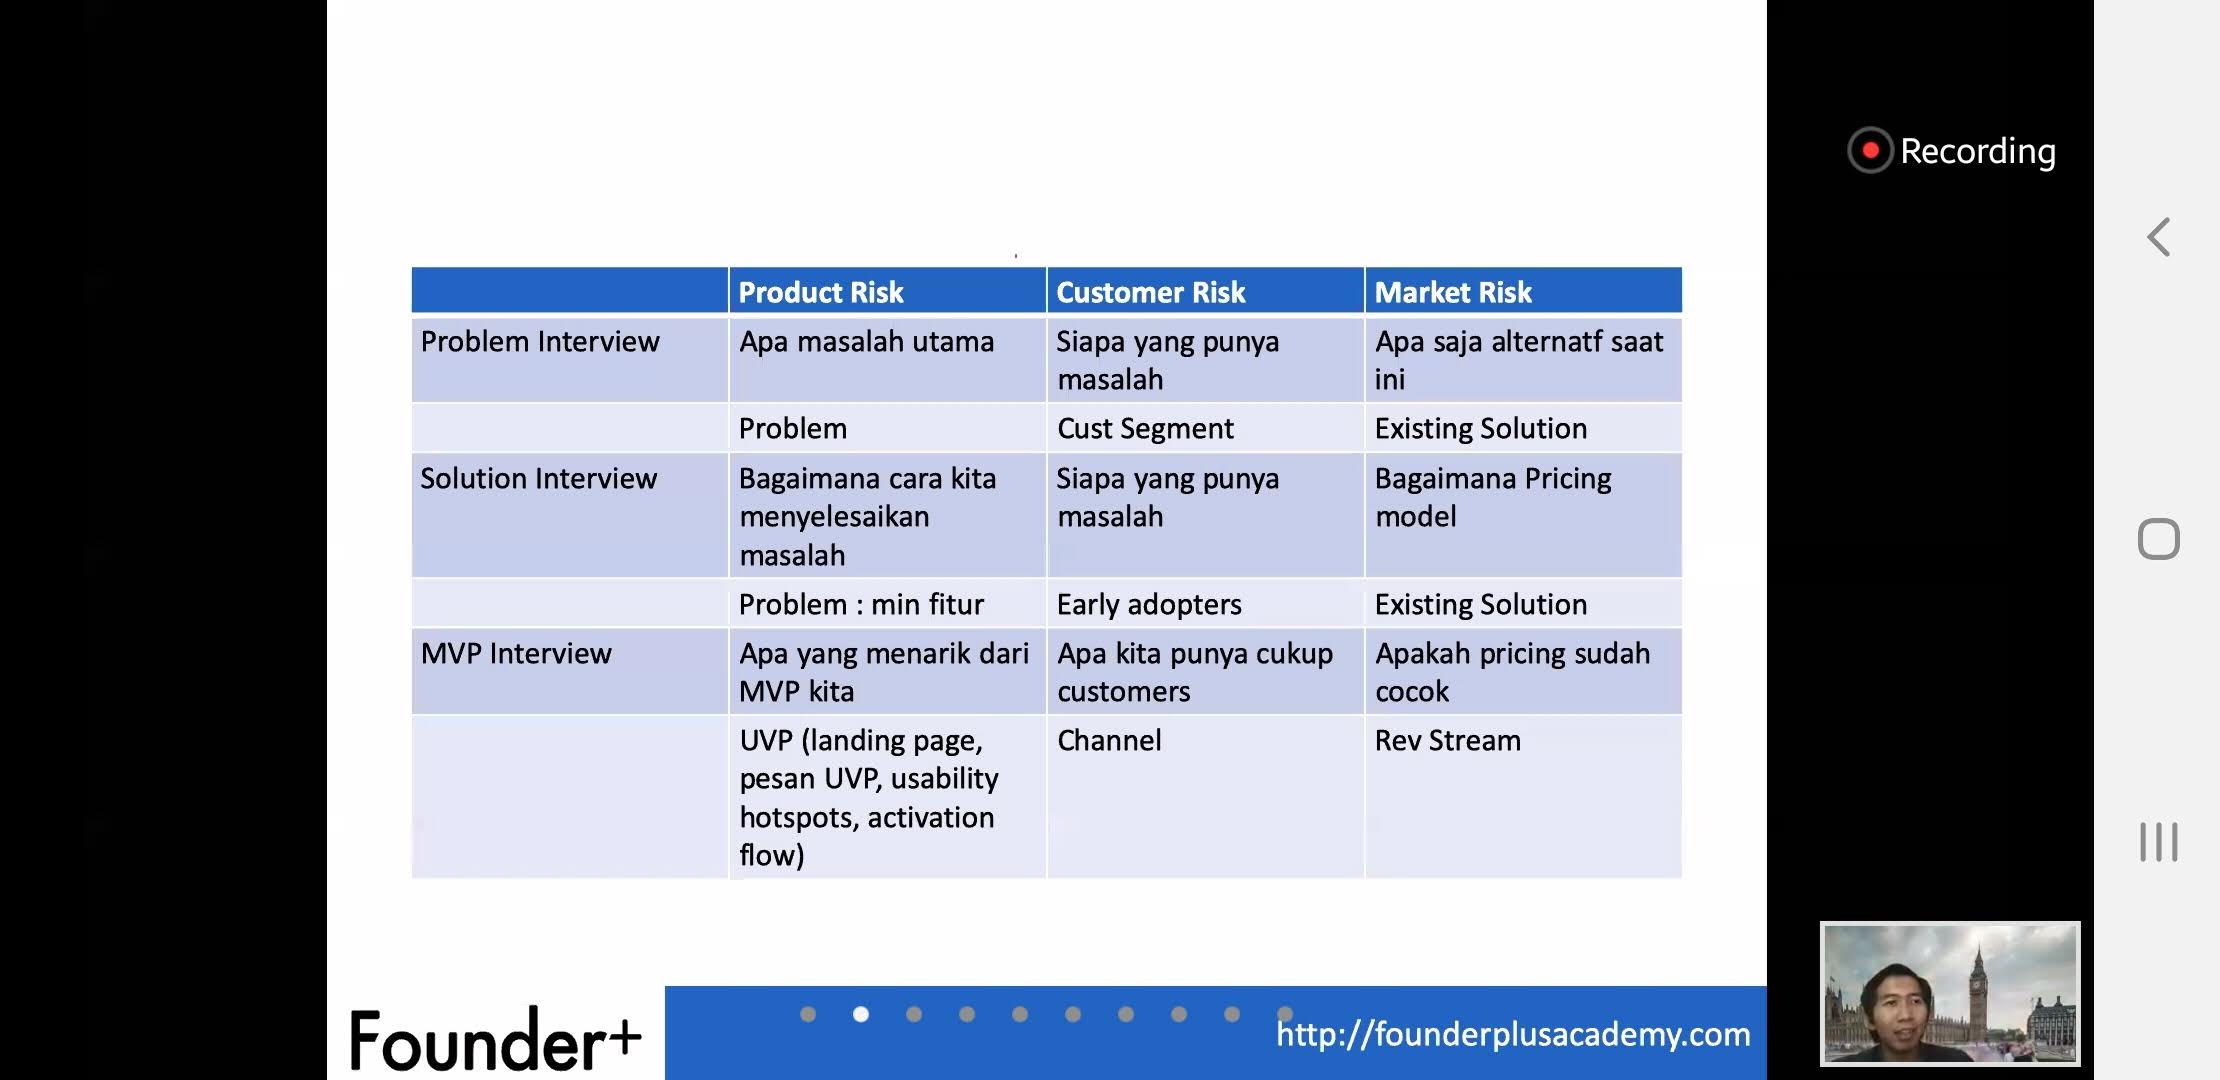 Recording
Product Risk
Customer Risk
Market Risk
Problem Interview
Apa masalah utama
Siapa yang punya
masalah
Apa saja alternatf saat
ini
Problem
Cust Segment
Existing Solution
Solution Interview
Bagaimana cara kita
menyelesaikan
masalah
Siapa yang punya
masalah
Bagaimana Pricing
model
Problem : min fitur
Early adopters
Existing Solution
MVP Interview
Apa yang menarik dari
MVP kita
Apa kita punya cukup
customers
Apakah pricing sudah
cocok
UVP (landing page,
pesan UVP, usability
hotspots, activation
flow)
Channel
Rev Stream
Founder+
http://founderplusacademy.com